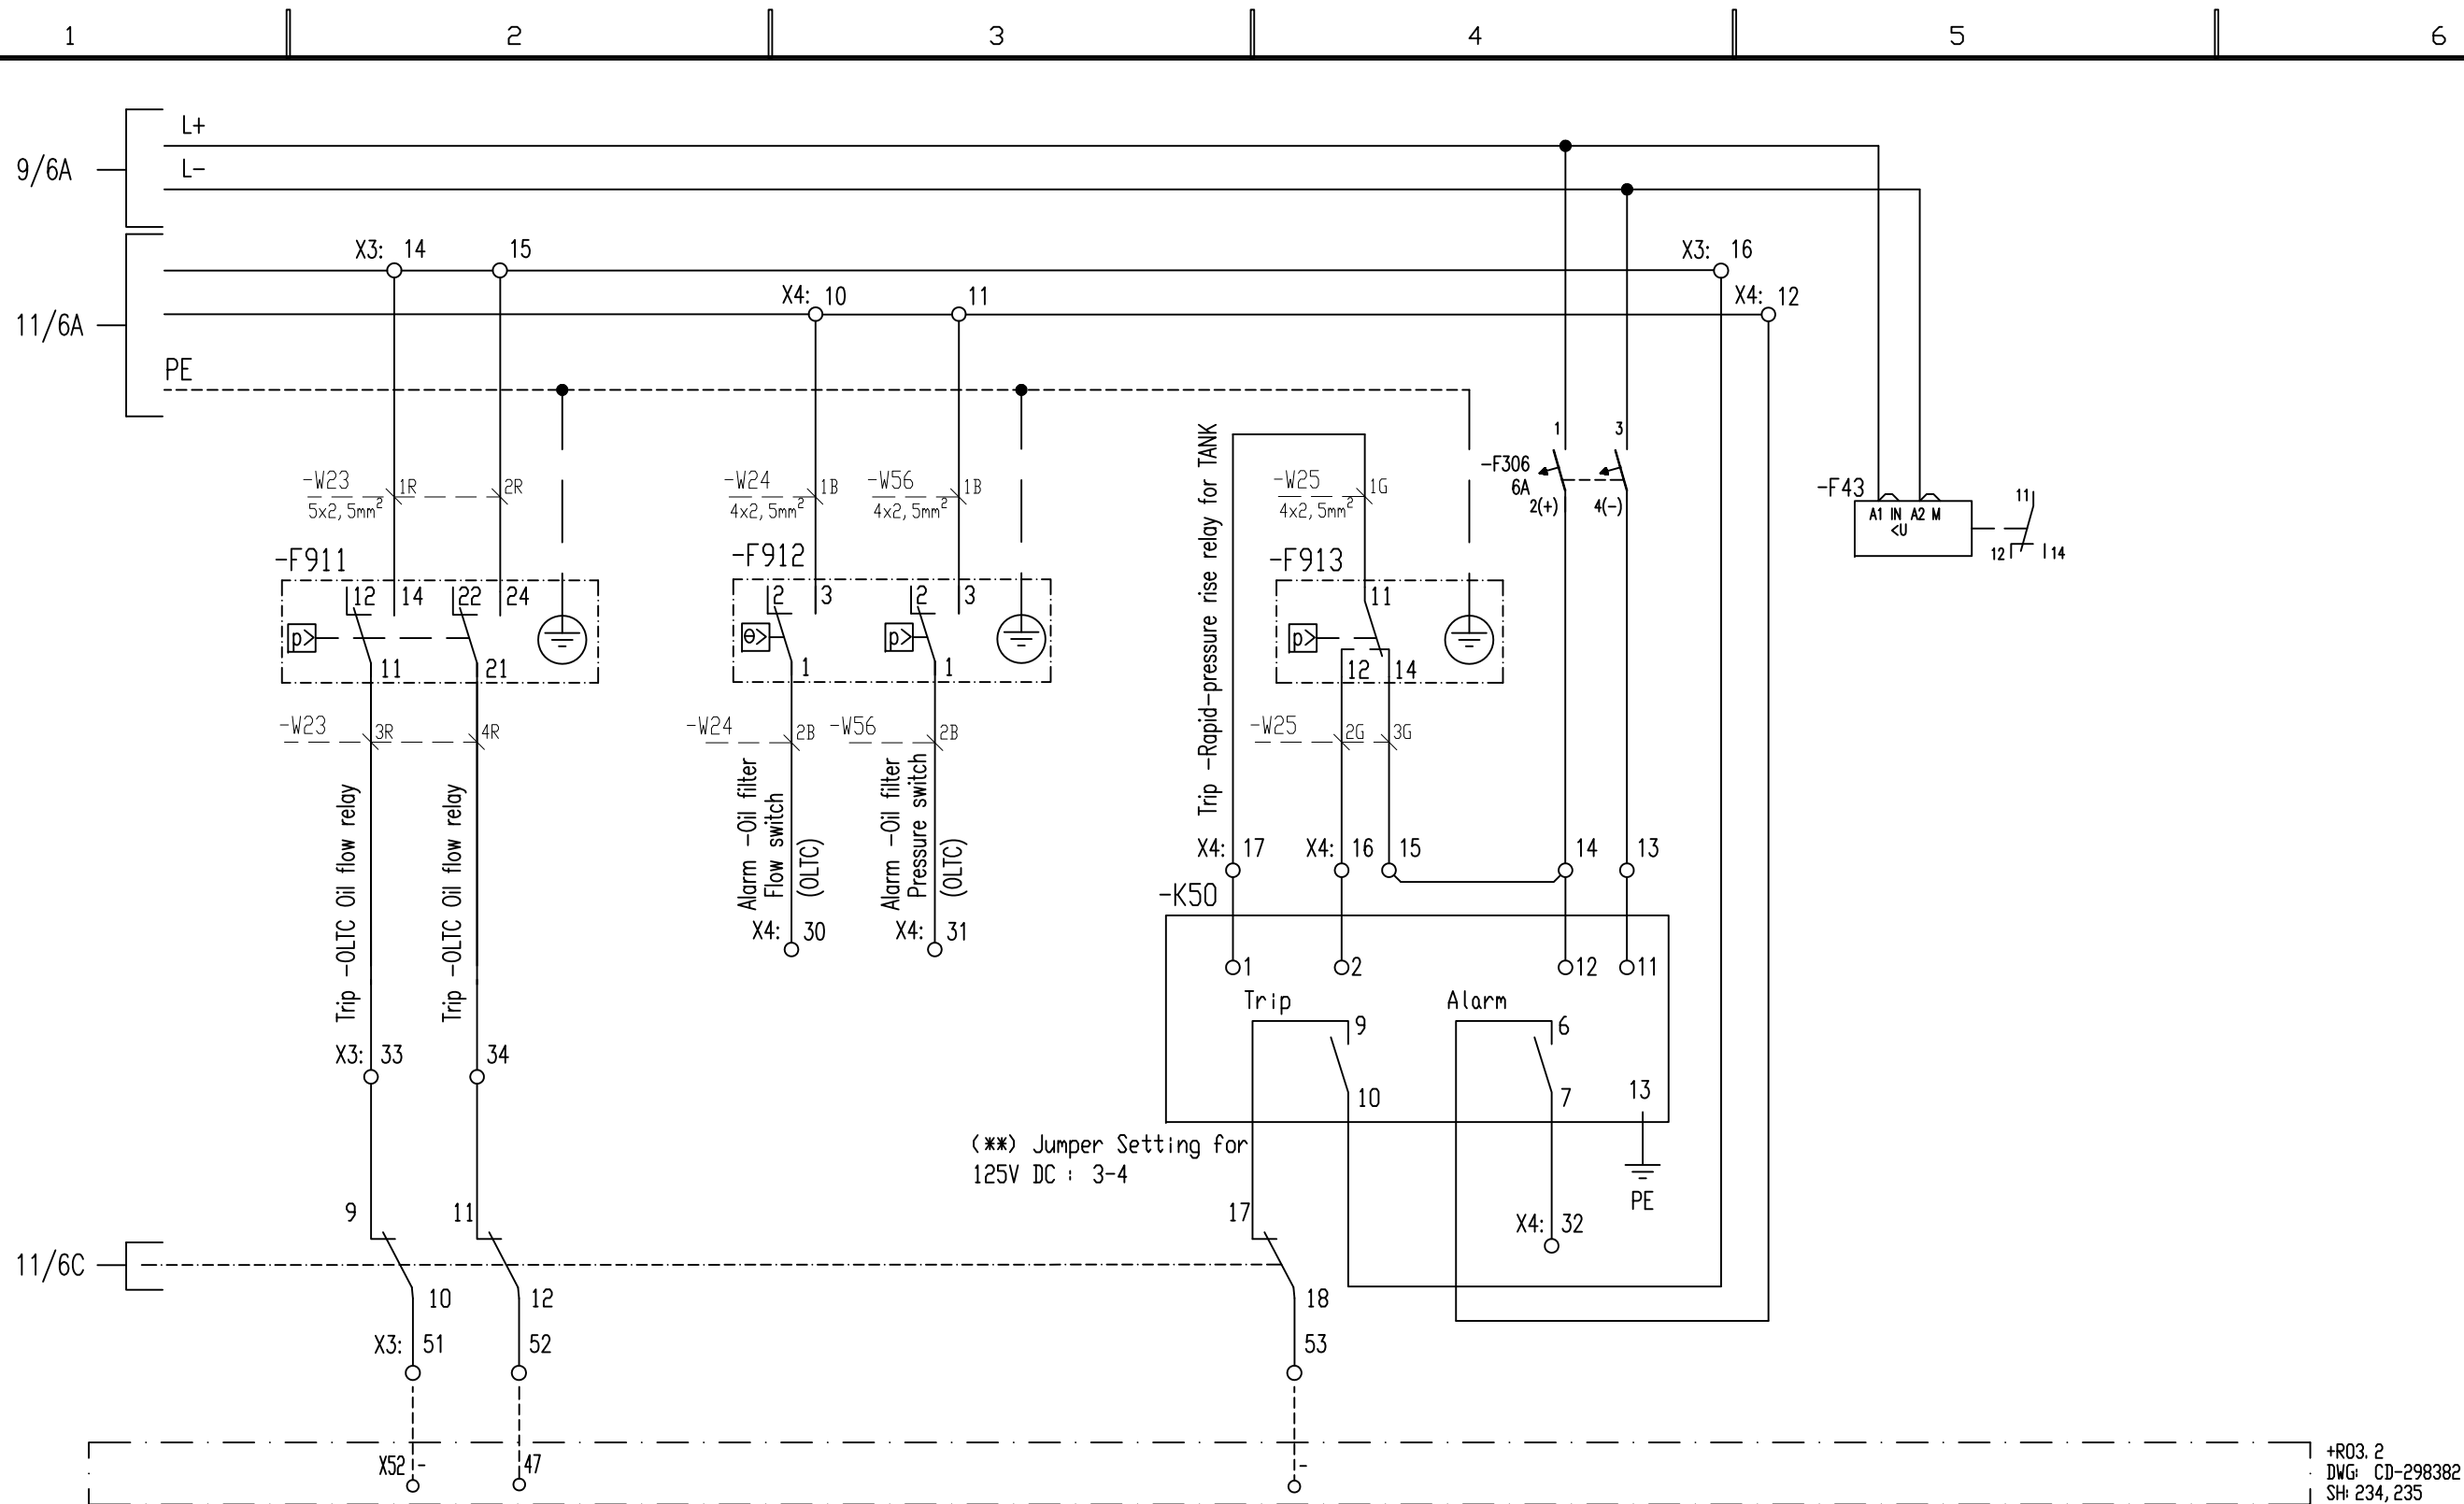 1 2 3 4 5 6
L+
9/6A L-
X3: 14 15 X3: 16
X4: 10 11 X4: 12
11/6A
PE
1 3
-W23 1R 2R -W24 1B -W56 1B -W25 1G -F306 -F43 11
5x2,5mm² 4x2,5mm² 4x2,5mm² 4x2,5mm² 6A
2(+) 4(-) A1 IN A2 M
<U
12 14
-F911 -F912 -F913
12 14 22 24 2 3 2 3 11
p> θ> p> p>
11 21 1 1 12 14
-W23 3R 4R -W24 2B -W56 2B -W25 2G 3G
Trip -OLTC Oil flow relay
Trip -OLTC Oil flow relay
Alarm -Oil filter
Flow switch
(OLTC)
Alarm -Oil filter
Pressure switch
(OLTC)
Trip -Rapid-pressure rise relay for TANK
X4: 17 X4: 16 15 14 13
-K50
X4: 30 X4: 31
1 2 12 11
Trip Alarm
9 6
X3: 33 34
10 7 13
(**) Jumper Setting for
125V DC : 3-4
PE
9 11 17 X4: 32
11/6C
10 12 18
X3: 51 52 53
X52 - 47 -
+R03.2
DWG: CD-298382
SH: 234,235